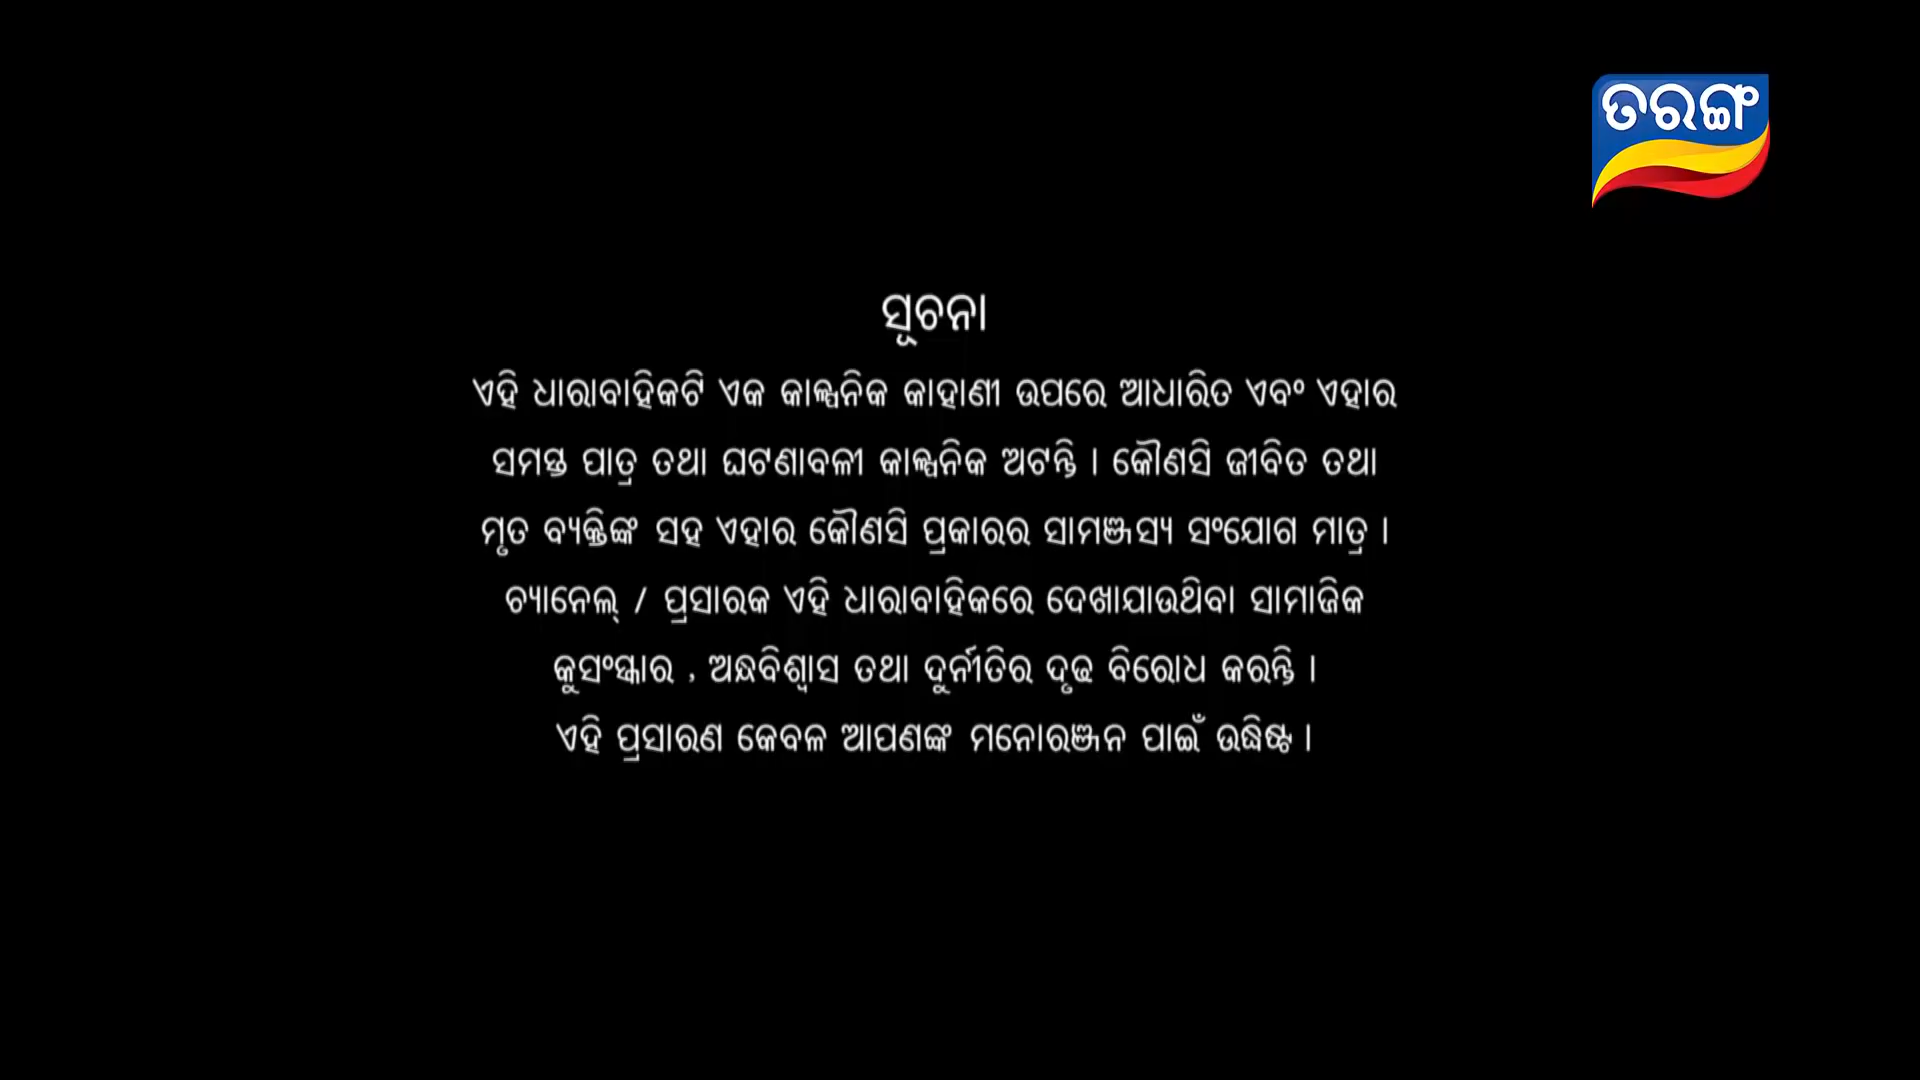 ତରଙ୍ଗ
ସୂଚନା
ଏହି ଧାରାବାହିକଟି ଏକ କାଳ୍ପନିକ କାହାଣୀ ଉପରେ ଆଧାରିତ ଏବଂ ଏହାର
ସମସ୍ତ ପାତ୍ର ତଥା ଘଟଣାବଳୀ କାଳ୍ପନିକ ଅଟନ୍ତି । କୌଣସି ଜୀବିତ ତଥା
ମୃତ ବ୍ୟକ୍ତିଙ୍କ ସହ ଏହାର କୌଣସି ପ୍ରକାରର ସାମଞ୍ଜସ୍ୟ ସଂଯୋଗ ମାତ୍ର ।
ଚ୍ୟାନେଲ୍ / ପ୍ରସାରକ ଏହି ଧାରାବାହିକରେ ଦେଖାଯାଉଥିବା ସାମାଜିକ
କୁସଂସ୍କାର , ଅନ୍ଧବିଶ୍ୱାସ ତଥା ଦୁର୍ନୀତିର ଦୃଢ ବିରୋଧ କରନ୍ତି ।
ଏହି ପ୍ରସାରଣ କେବଳ ଆପଣଙ୍କ ମନୋରଞ୍ଜନ ପାଇଁ ଉଦ୍ଧିଷ୍ଟ ।